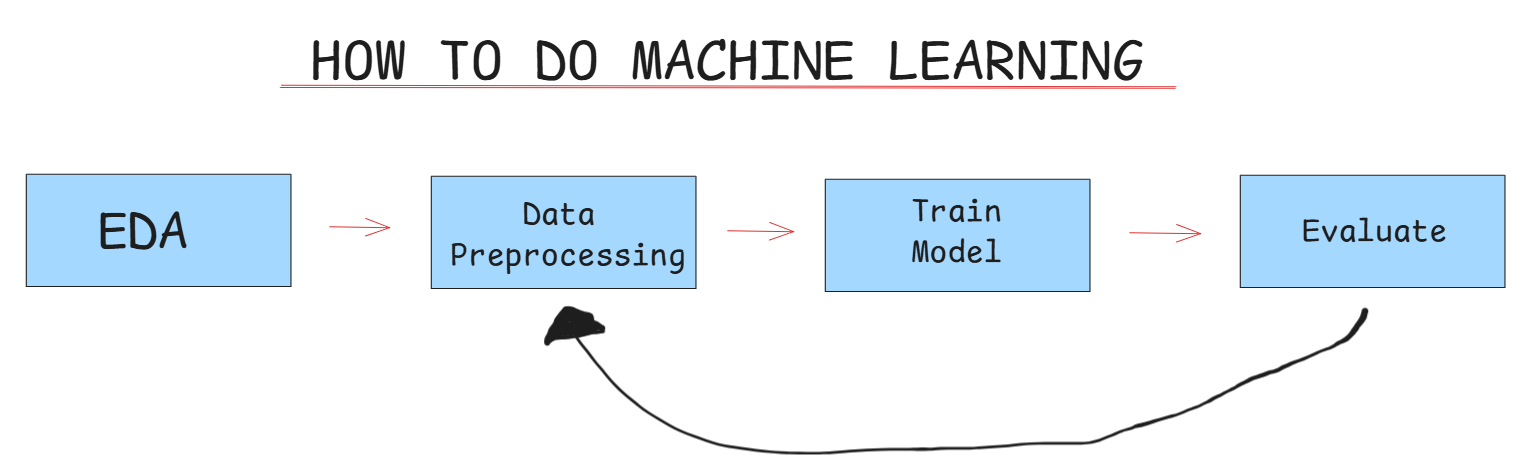 HOW TO DO MACHINE LEARNING
EDA
Data
Preprocessing
Train
Model
Evaluate